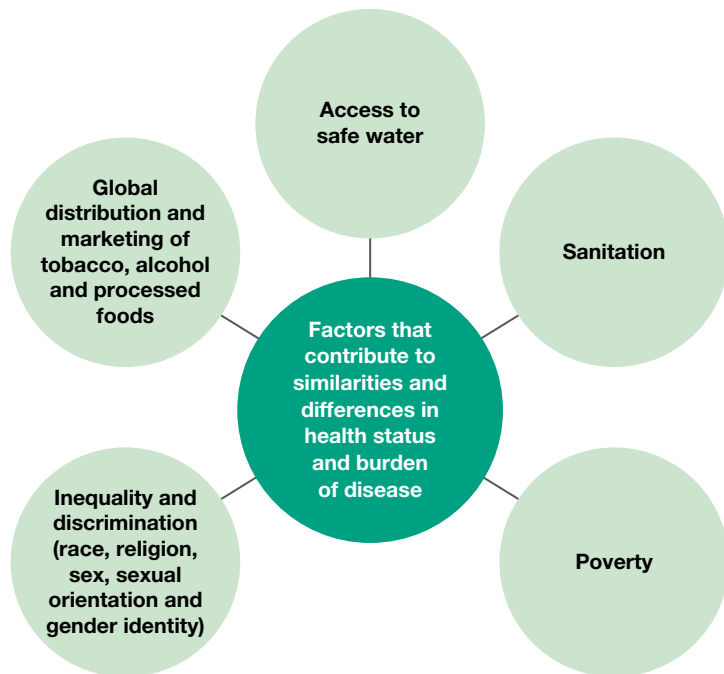 Access to
safe water
Global
distribution and
marketing of
tobacco, alcohol
and processed
foods
Sanitation
Factors that
contribute to
similarities and
differences in
health status
and burden
of disease
Inequality and
discrimination
(race, religion,
sex, sexual
orientation and
gender identity)
Poverty